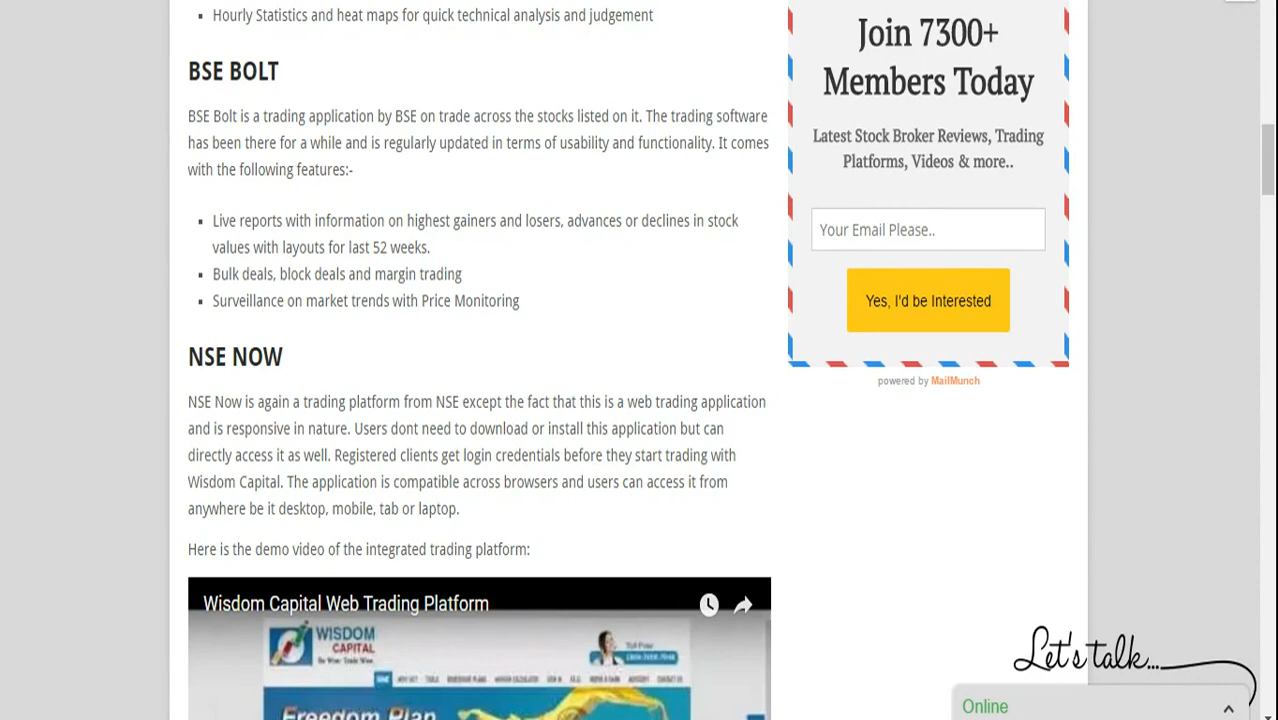 Hourly Statistics and heat maps for quick technical analysis and judgement
BSE BOLT
BSE Bolt is a trading application by BSE on trade across the stocks listed on it. The trading software
has been there for a while and is regularly updated in terms of usability and functionality. It comes
with the following features:-
Live reports with information on highest gainers and losers, advances or declines in stock
values with layouts for last 52 weeks.
Bulk deals, block deals and margin trading
Surveillance on market trends with Price Monitoring
NSE NOW
NSE Now is again a trading platform from NSE except the fact that this is a web trading application
and is responsive in nature. Users dont need to download or install this application but can
directly access it as well. Registered clients get login credentials before they start trading with
Wisdom Capital. The application is compatible across browsers and users can access it from
anywhere be it desktop, mobile, tab or laptop.
Here is the demo video of the integrated trading platform:
Wisdom Capital Web Trading Platform
WISDOM
CAPITAL
Freedom Plan
Join 7300+
Members Today
Latest Stock Broker Reviews, Trading
Platforms, Videos & more..
Your Email Please..
Yes, I'd be Interested
powered by MailMunch
Let's talk...
Online